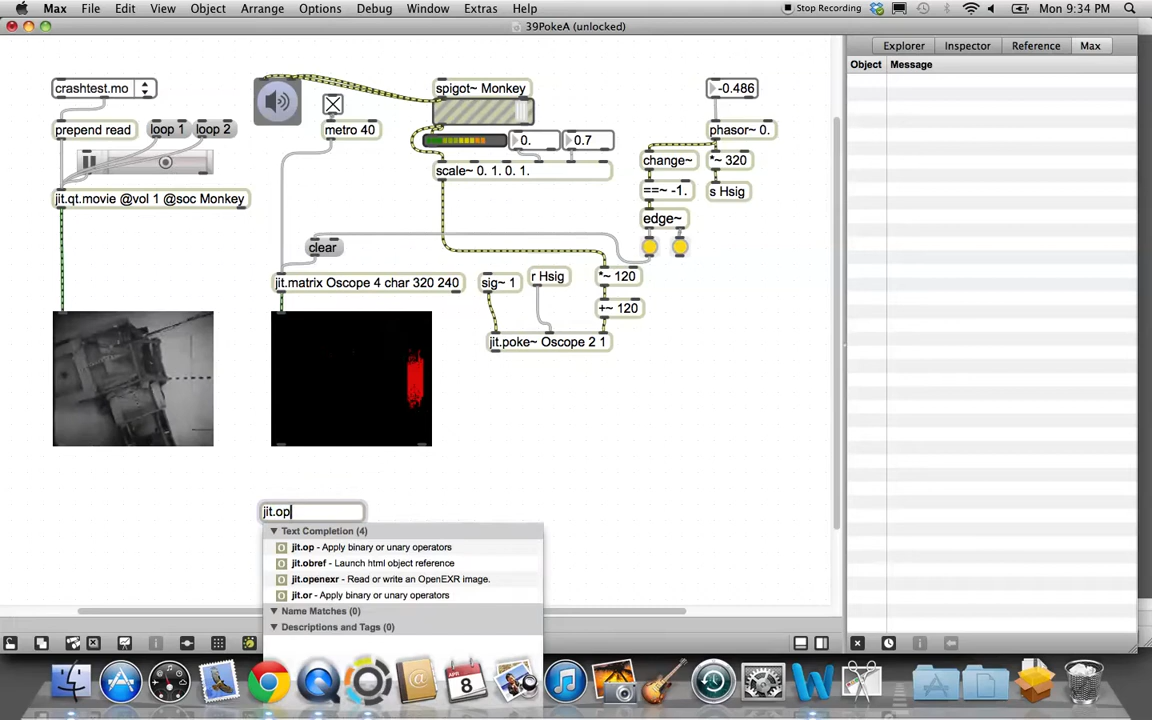 Max File Edit View Object Arrange Options Debug Window Extras Help Stop Recording Mon 9:34 PM
39PokeA (unlocked)
Explorer Inspector Reference Max
Object Message
crashtest.mo
spigot~ Monkey
-0.486
prepend read
loop 1
loop 2
metro 40
0.
0.7
phasor~ 0.
change~
*~ 320
scale~ 0. 1. 0. 1.
==~ -1.
s Hsig
jit.qt.movie @vol 1 @soc Monkey
edge~
clear
jit.matrix Oscope 4 char 320 240
sig~ 1
r Hsig
*~ 120
+~ 120
jit.poke~ Oscope 2 1
jit.op
Text Completion (4)
jit.op - Apply binary or unary operators
jit.obref - Launch html object reference
jit.openexr - Read or write an OpenEXR image.
jit.or - Apply binary or unary operators
Name Matches (0)
Descriptions and Tags (0)
APR
8
W